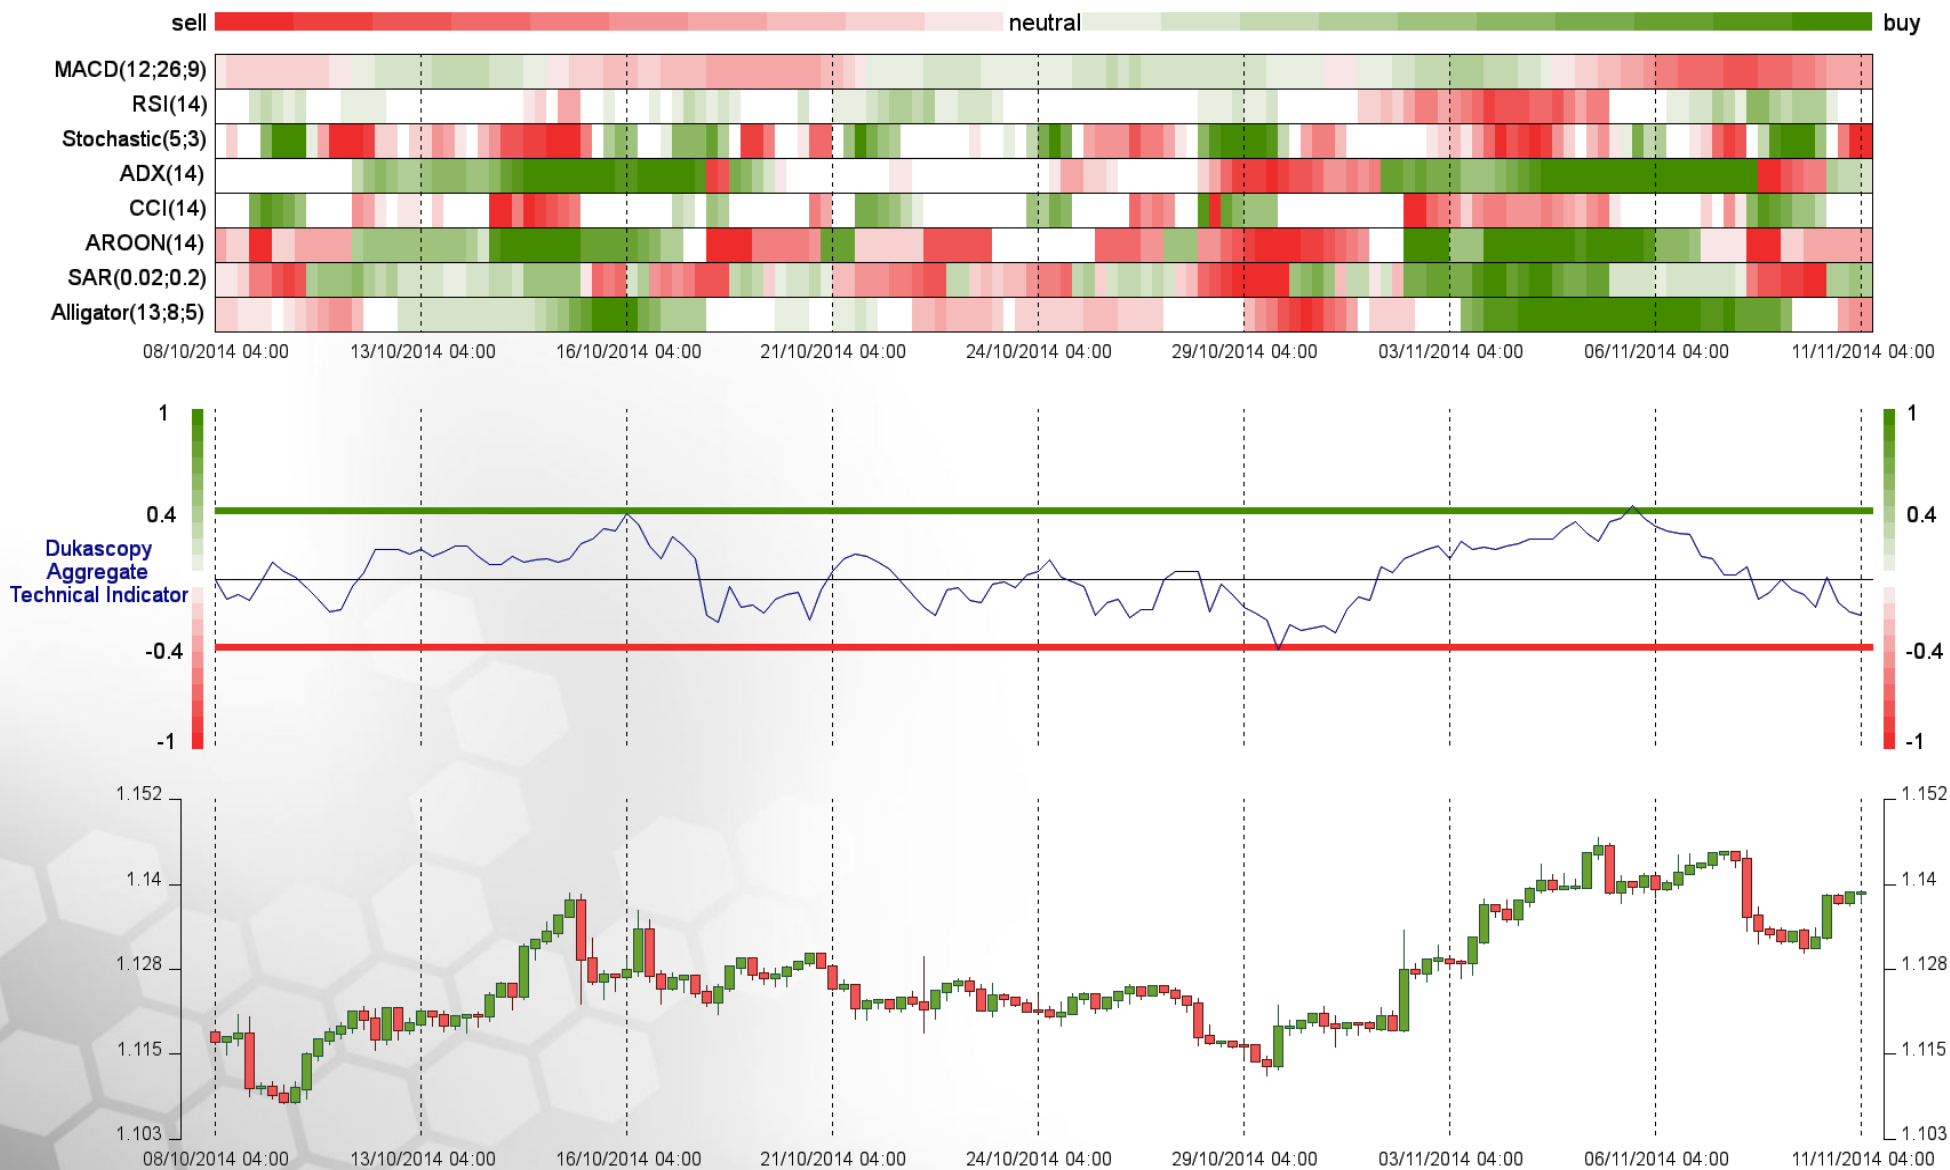 sell neutral buy
MACD(12;26;9)
RSI(14)
Stochastic(5;3)
ADX(14)
CCI(14)
AROON(14)
SAR(0.02;0.2)
Alligator(13;8;5)
08/10/2014 04:00 13/10/2014 04:00 16/10/2014 04:00 21/10/2014 04:00 24/10/2014 04:00 29/10/2014 04:00 03/11/2014 04:00 06/11/2014 04:00 11/11/2014 04:00
1 1
0.4 0.4
Dukascopy
Aggregate
Technical Indicator
-0.4 -0.4
-1 -1
1.152 1.152
1.14 1.14
1.128 1.128
1.115 1.115
1.103 1.103
08/10/2014 04:00 13/10/2014 04:00 16/10/2014 04:00 21/10/2014 04:00 24/10/2014 04:00 29/10/2014 04:00 03/11/2014 04:00 06/11/2014 04:00 11/11/2014 04:00